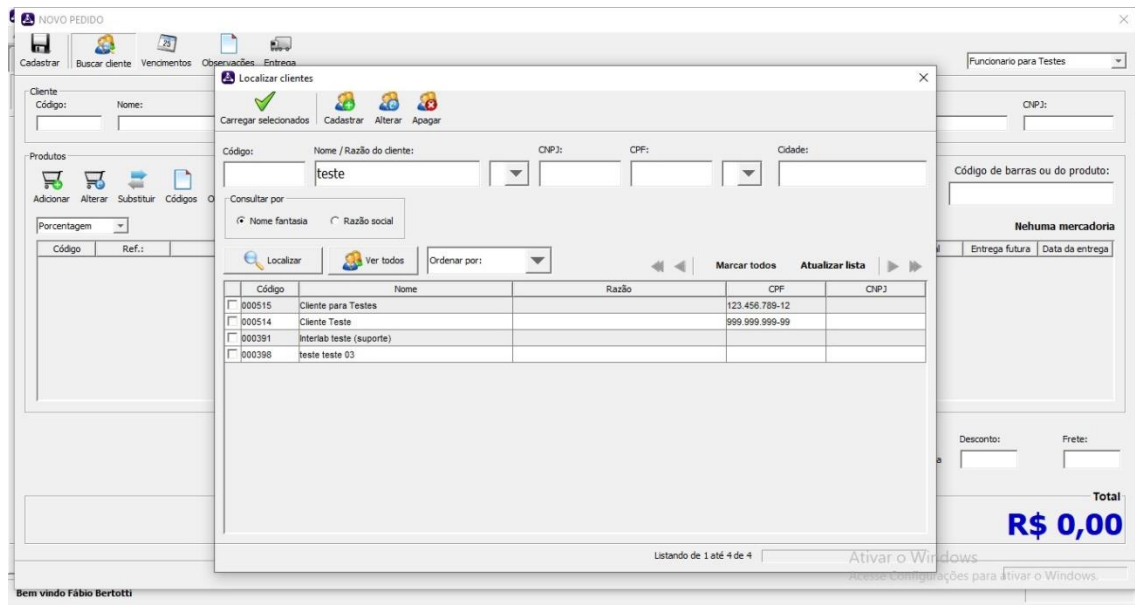 NOVO PEDIDO
Cadastrar Buscar cliente Vencimentos Observações Entrega
Funcionario para Testes
Cliente
Código: Nome: CNPJ:
Produtos
Adicionar Alterar Substituir Códigos
Código de barras ou do produto:
Porcentagem
Nenhuma mercadoria
Código Ref.: Entrega futura Data da entrega
Localizar clientes
Carregar selecionados Cadastrar Alterar Apagar
Código: Nome / Razão do cliente: CNPJ: CPF: Cidade:
teste
Consultar por
Nome fantasia Razão social
Localizar Ver todos Ordenar por: Marcar todos Atualizar lista
Código Nome Razão CPF CNPJ
000515 Cliente para Testes 123.456.789-12
000514 Cliente Teste 999.999.999-99
000391 Interlab teste (suporte)
000398 teste teste 03
Listando de 1 até 4 de 4
Desconto: Frete:
Total
R$ 0,00
Ativar o Windows
Acesse Configurações para ativar o Windows.
Bem vindo Fábio Bertotti